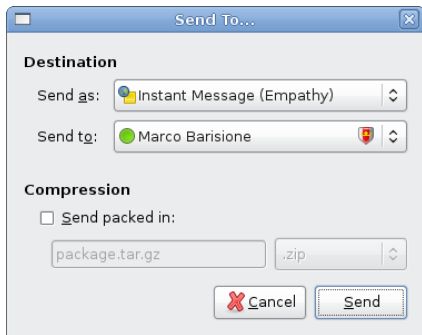 Send To...
Destination
Send as: Instant Message (Empathy)
Send to: Marco Barisione
Compression
Send packed in:
package.tar.gz .zip
Cancel Send